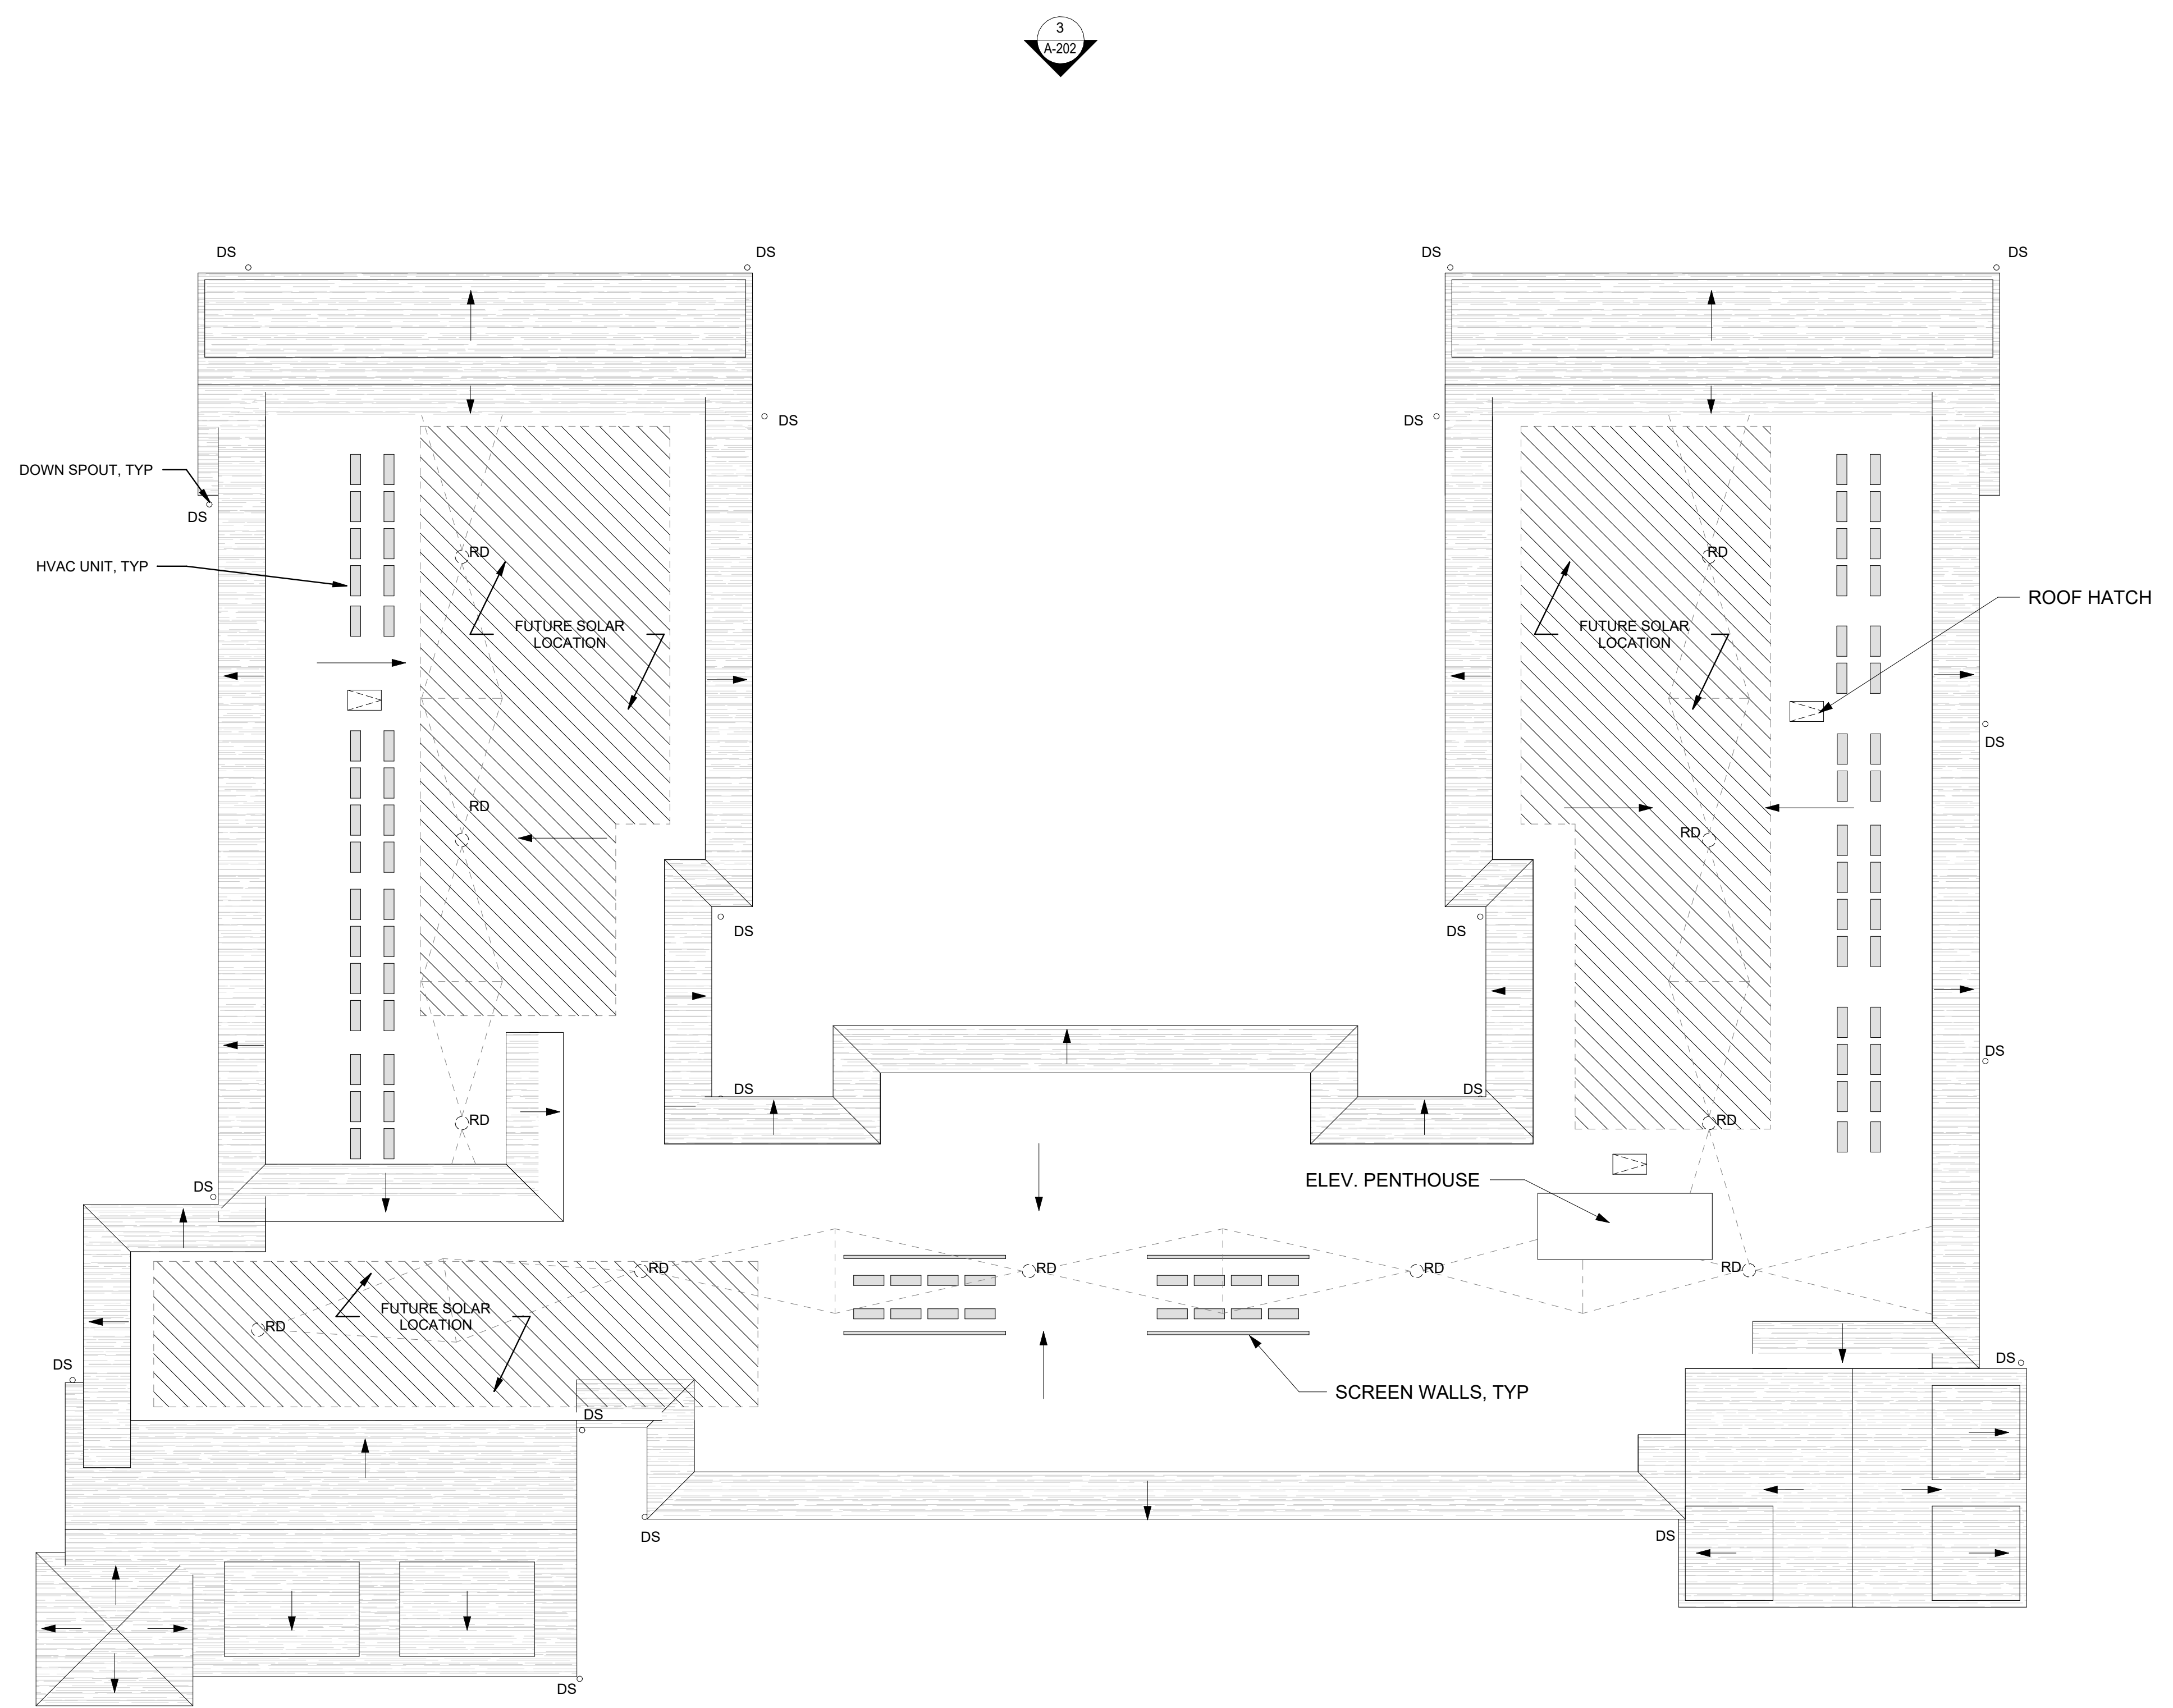 3
A-202
DS
DS
DS
DS
DS
DS
DOWN SPOUT, TYP
DS
RD
RD
HVAC UNIT, TYP
ROOF HATCH
FUTURE SOLAR
LOCATION
FUTURE SOLAR
LOCATION
DS
RD
RD
DS
DS
DS
DS
DS
RD
RD
ELEV. PENTHOUSE
DS
RD
RD
RD
RD
FUTURE SOLAR
LOCATION
RD
DS
DS
SCREEN WALLS, TYP
DS
DS
DS
DS